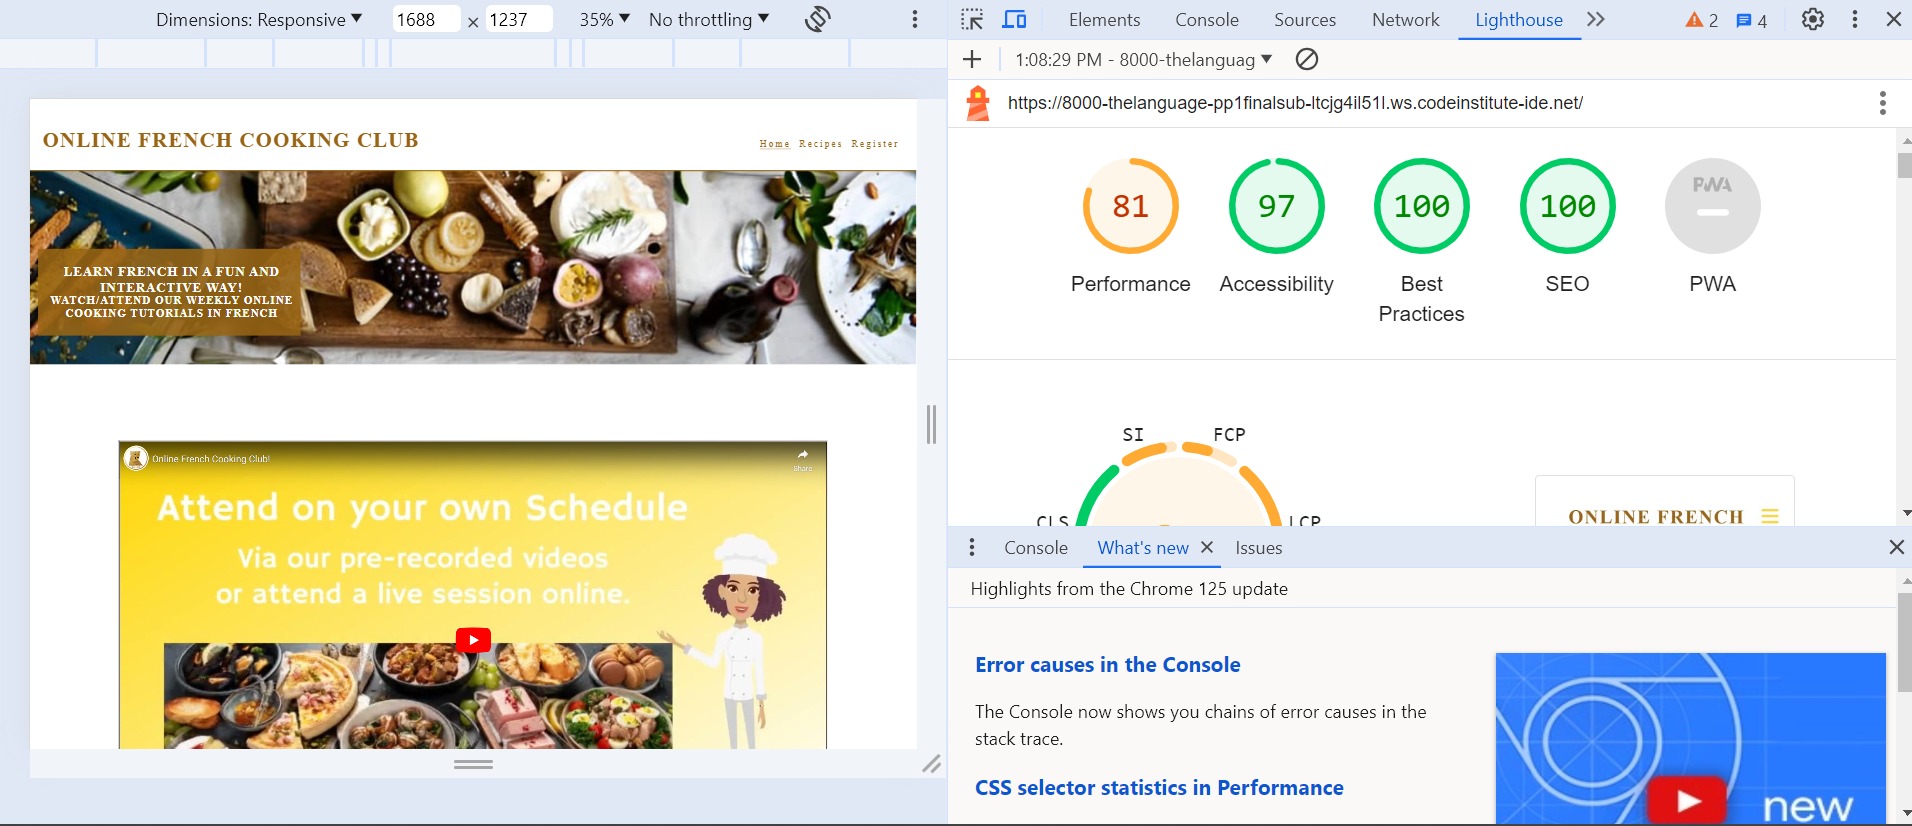 Dimensions: Responsive
1688 × 1237
35%
No throttling
ONLINE FRENCH COOKING CLUB
Home Recipes Register
LEARN FRENCH IN A FUN AND
INTERACTIVE WAY!
WATCH/ATTEND OUR WEEKLY ONLINE
COOKING TUTORIALS IN FRENCH
Online French Cooking Club!
Share
Attend on your own Schedule
Via our pre-recorded videos
or attend a live session online.
Elements Console Sources Network Lighthouse
2 4
1:08:29 PM - 8000-thelanguag
https://8000-thelanguage-pp1finalsub-ltcjg4il51l.ws.codeinstitute-ide.net/
81 97 100 100 PWA
Performance Accessibility Best Practices SEO PWA
SI FCP
CLS LCP
ONLINE FRENCH
Console What's new Issues
Highlights from the Chrome 125 update
Error causes in the Console
The Console now shows you chains of error causes in the
stack trace.
CSS selector statistics in Performance
new